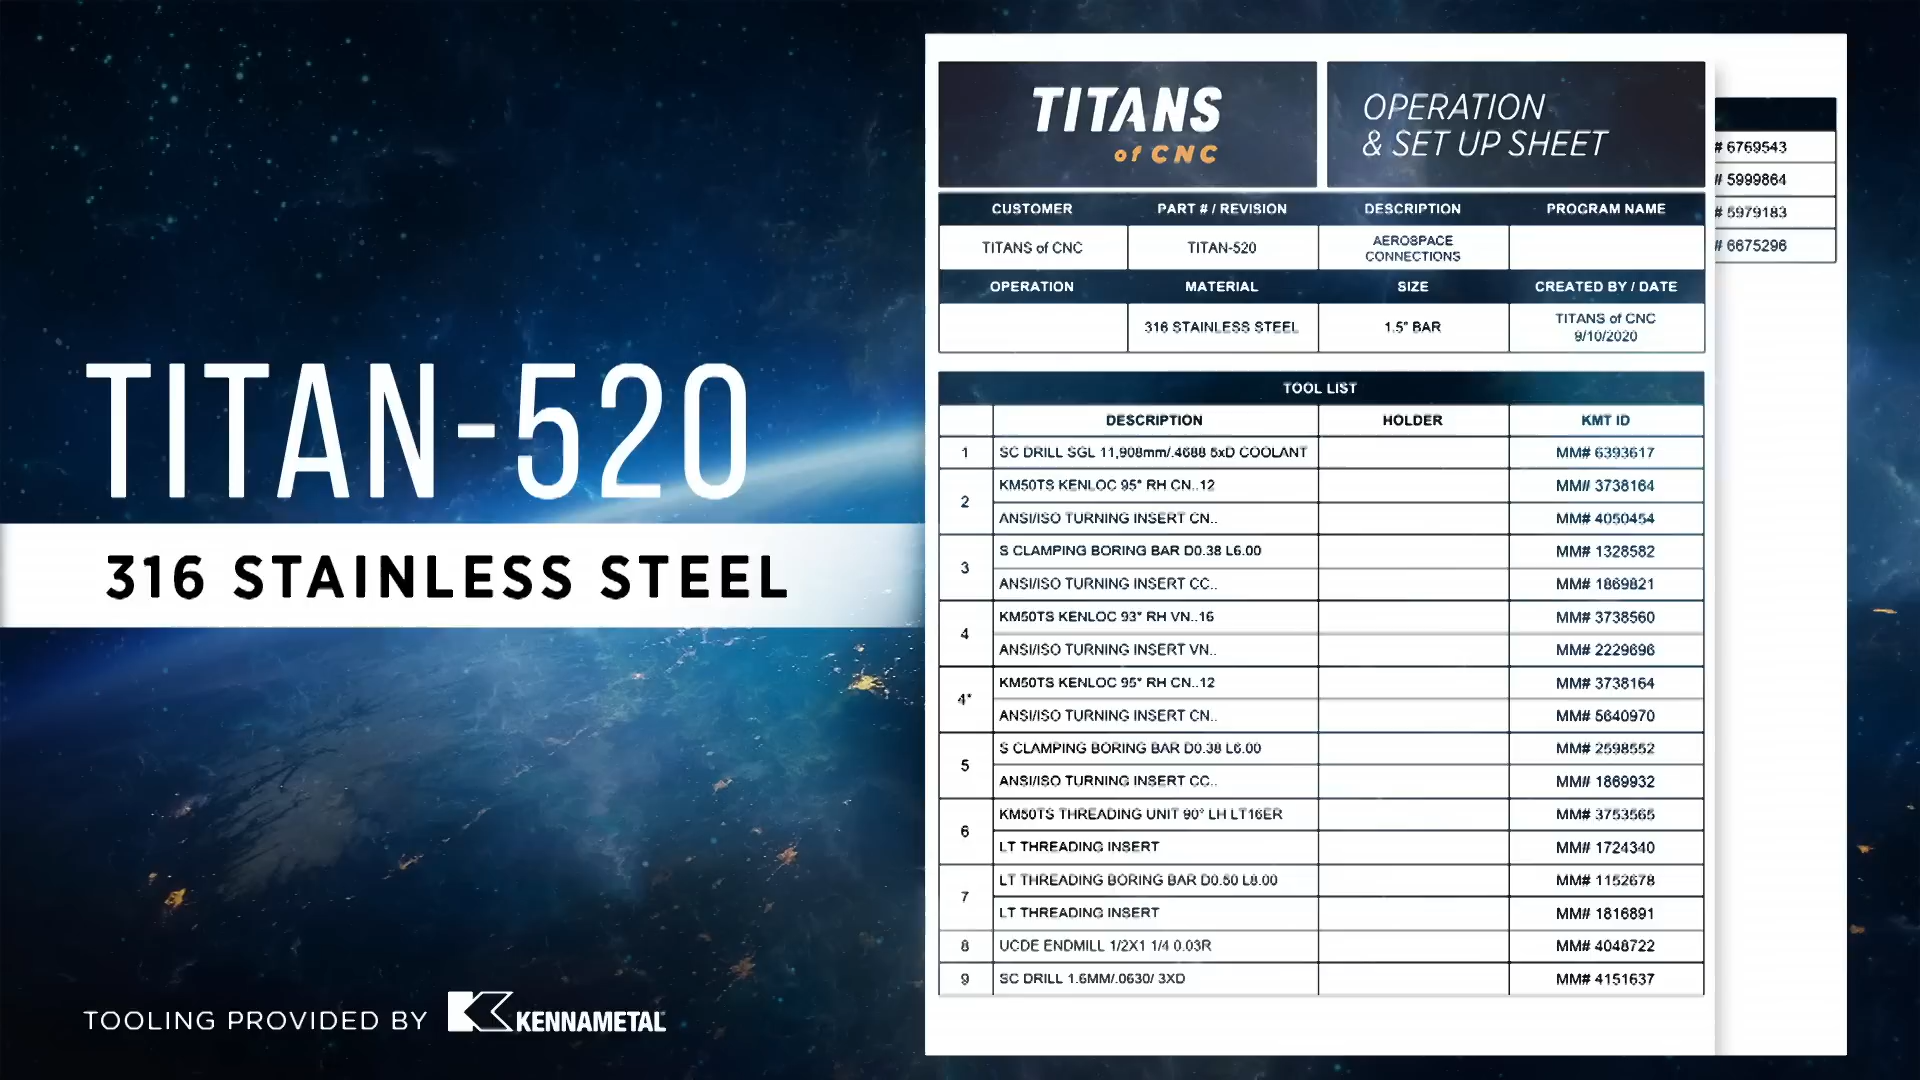 TITAN-520
316 STAINLESS STEEL
TOOLING PROVIDED BY KENNAMETAL
TITANS
of CNC
OPERATION
& SET UP SHEET
CUSTOMER PART # / REVISION DESCRIPTION PROGRAM NAME
TITANS of CNC TITAN-520 AEROSPACE CONNECTIONS
OPERATION MATERIAL SIZE CREATED BY / DATE
316 STAINLESS STEEL 1.5" BAR TITANS of CNC 9/10/2020
TOOL LIST
DESCRIPTION HOLDER KMT ID
1 SC DRILL SGL 11,908mm/.4688 5xD COOLANT MM# 6393617
2 KM50TS KENLOC 95° RH CN..12 MM# 3738164
ANSI/ISO TURNING INSERT CN.. MM# 4050454
3 S CLAMPING BORING BAR D0.38 L6.00 MM# 1328582
ANSI/ISO TURNING INSERT CC.. MM# 1869821
4 KM50TS KENLOC 93° RH VN..16 MM# 3738560
ANSI/ISO TURNING INSERT VN.. MM# 2229696
4* KM50TS KENLOC 95° RH CN..12 MM# 3738164
ANSI/ISO TURNING INSERT CN.. MM# 5640970
5 S CLAMPING BORING BAR D0.38 L6.00 MM# 2598552
ANSI/ISO TURNING INSERT CC.. MM# 1869932
6 KM50TS THREADING UNIT 90° LH LT16ER MM# 3753565
LT THREADING INSERT MM# 1724340
7 LT THREADING BORING BAR D0.50 L8.00 MM# 1152678
LT THREADING INSERT MM# 1816891
8 UCDE ENDMILL 1/2X1 1/4 0.03R MM# 4048722
9 SC DRILL 1.6MM/.0630/ 3XD MM# 4151637
# 6769543
# 5999864
# 5979183
# 6675296